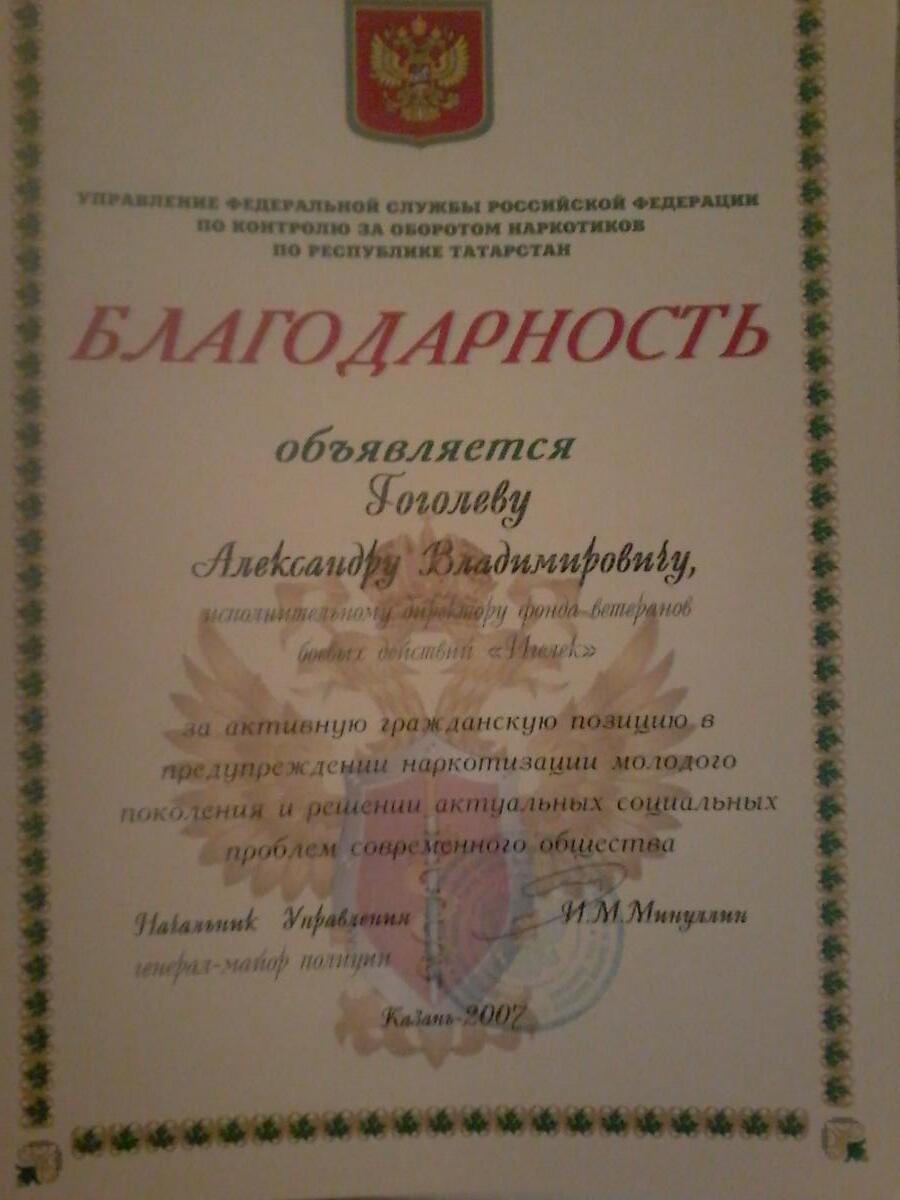 УПРАВЛЕНИЕ ФЕДЕРАЛЬНОЙ СЛУЖБЫ РОССИЙСКОЙ ФЕДЕРАЦИИ
ПО КОНТРОЛЮ ЗА ОБОРОТОМ НАРКОТИКОВ
ПО РЕСПУБЛИКЕ ТАТАРСТАН
БЛАГОДАРНОСТЬ
объявляется
Гоголеву
Александру Владимировичу,
исполнительному директору фонда ветеранов
боевых действий
за активную гражданскую позицию в
предупреждении наркотизации молодого
поколения и решении актуальных социальных
проблем современного общества
Начальник Управления И.М.Минуллин
генерал-майор полиции
Казань-2007